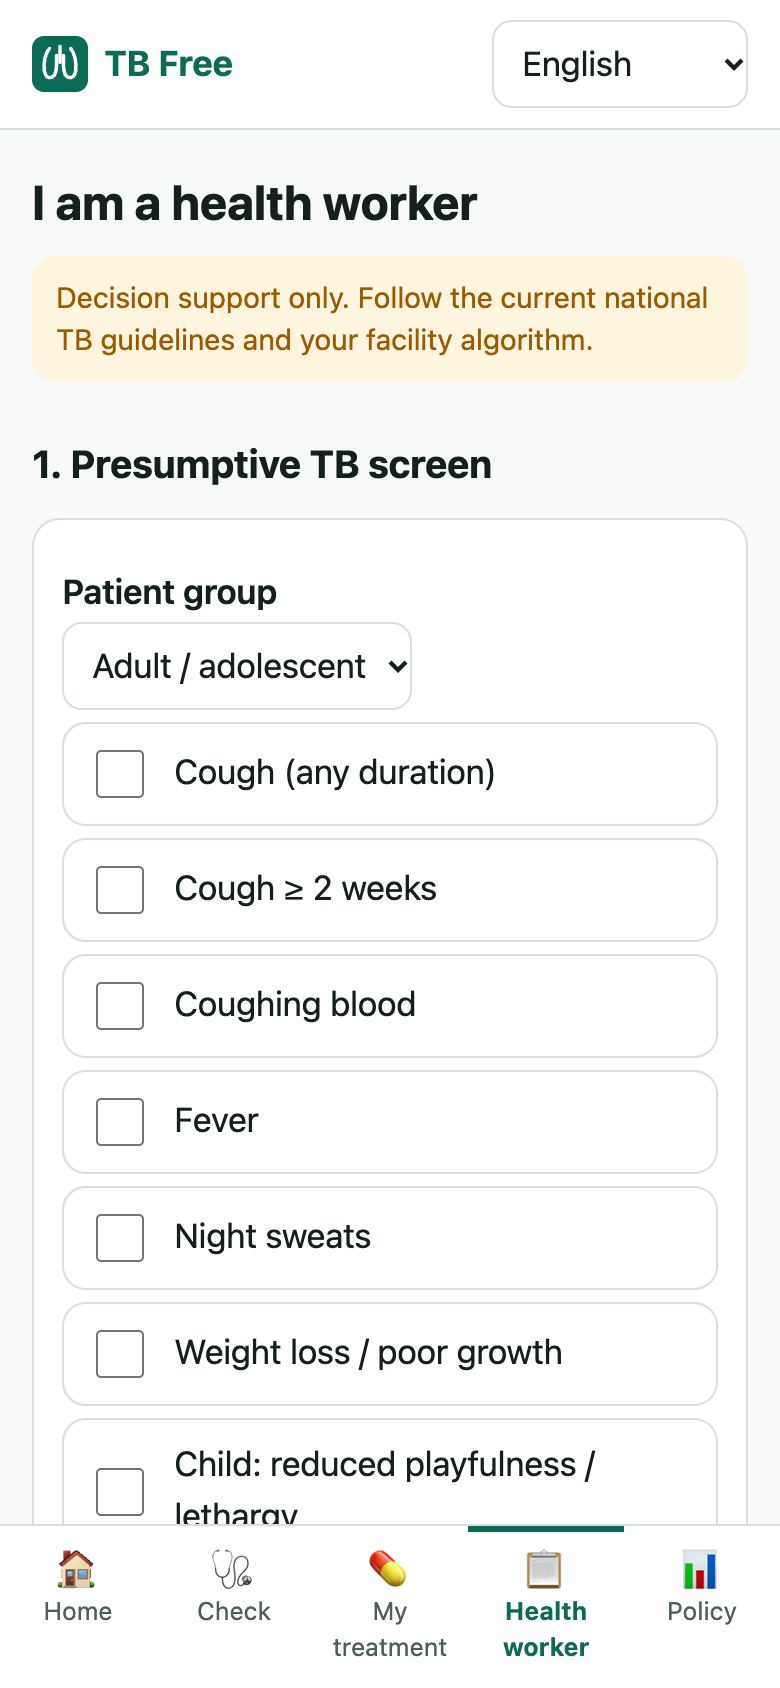 TB Free
English
I am a health worker
Decision support only. Follow the current national
TB guidelines and your facility algorithm.
1. Presumptive TB screen
Patient group
Adult / adolescent
Cough (any duration)
Cough ≥ 2 weeks
Coughing blood
Fever
Night sweats
Weight loss / poor growth
Child: reduced playfulness /
lethargy
Home
Check
My
treatment
Health
worker
Policy